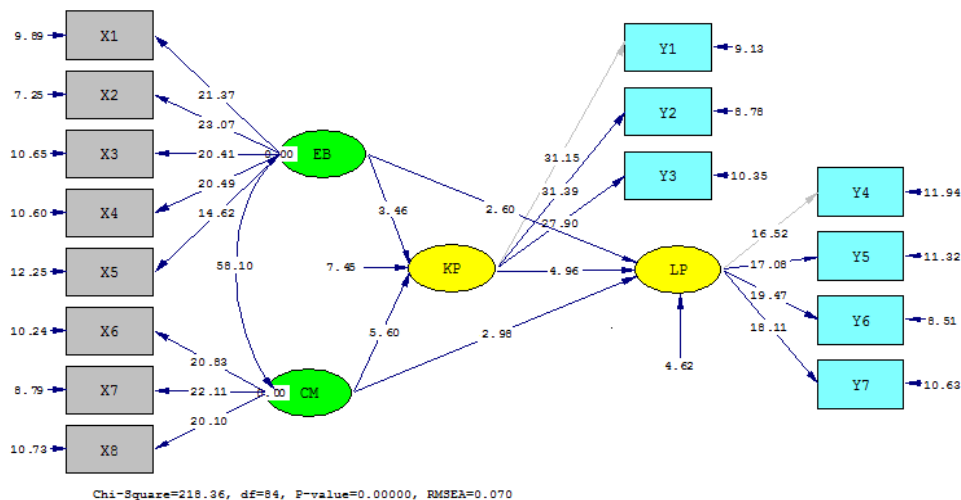 9.89 X1
7.25 X2
10.65 X3
10.60 X4
12.25 X5
10.24 X6
8.79 X7
10.73 X8
21.37
23.07
20.41
20.49
14.62
58.10
20.83
22.11
20.10
0.00 EB
CM
3.46
5.60
7.45 KP
31.15
31.39
27.90
2.60
4.96
2.98
LP
4.62
Y1 9.13
Y2 8.78
Y3 10.35
16.52
17.08
19.47
18.11
Y4 11.94
Y5 11.32
Y6 8.51
Y7 10.63
Chi-Square=218.36, df=84, P-value=0.00000, RMSEA=0.070